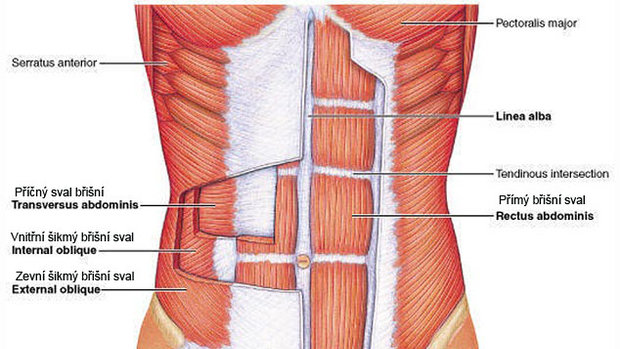 Pectoralis major
Serratus anterior
Linea alba
Tendinous intersection
Příčný sval břišní
Transversus abdominis
Přímý břišní sval
Rectus abdominis
Vnitřní šikmý břišní sval
Internal oblique
Zevní šikmý břišní sval
External oblique